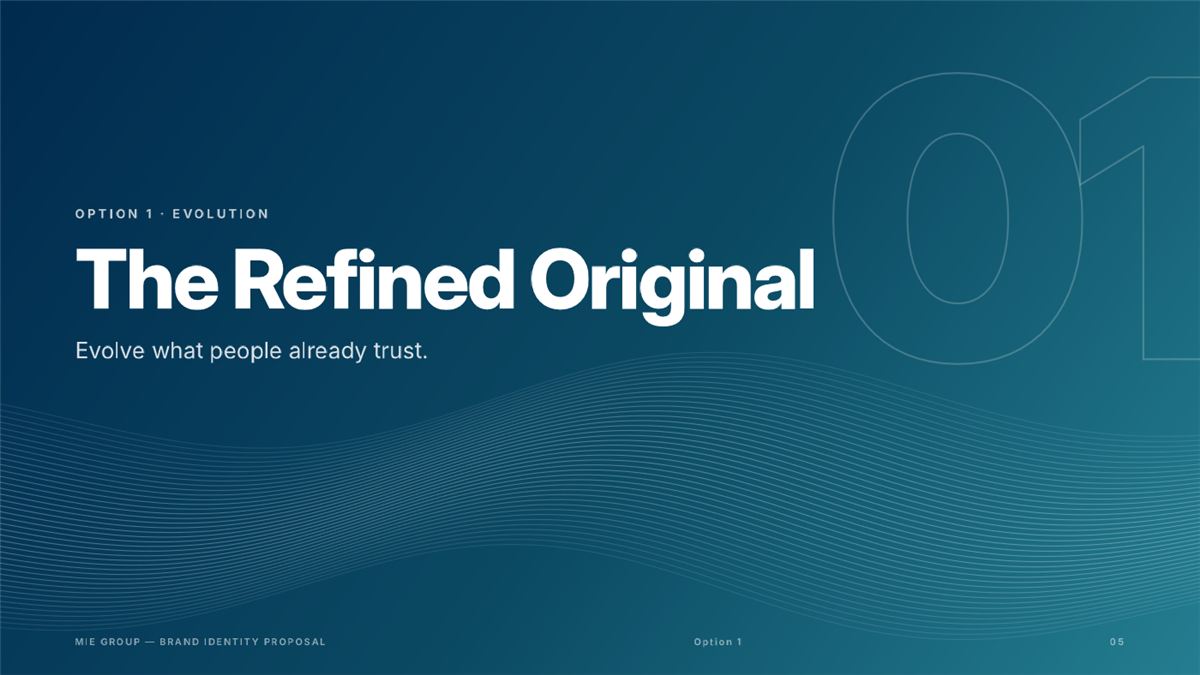 01
OPTION 1 · EVOLUTION
The Refined Original
Evolve what people already trust.
MIE GROUP — BRAND IDENTITY PROPOSAL
Option 1
05